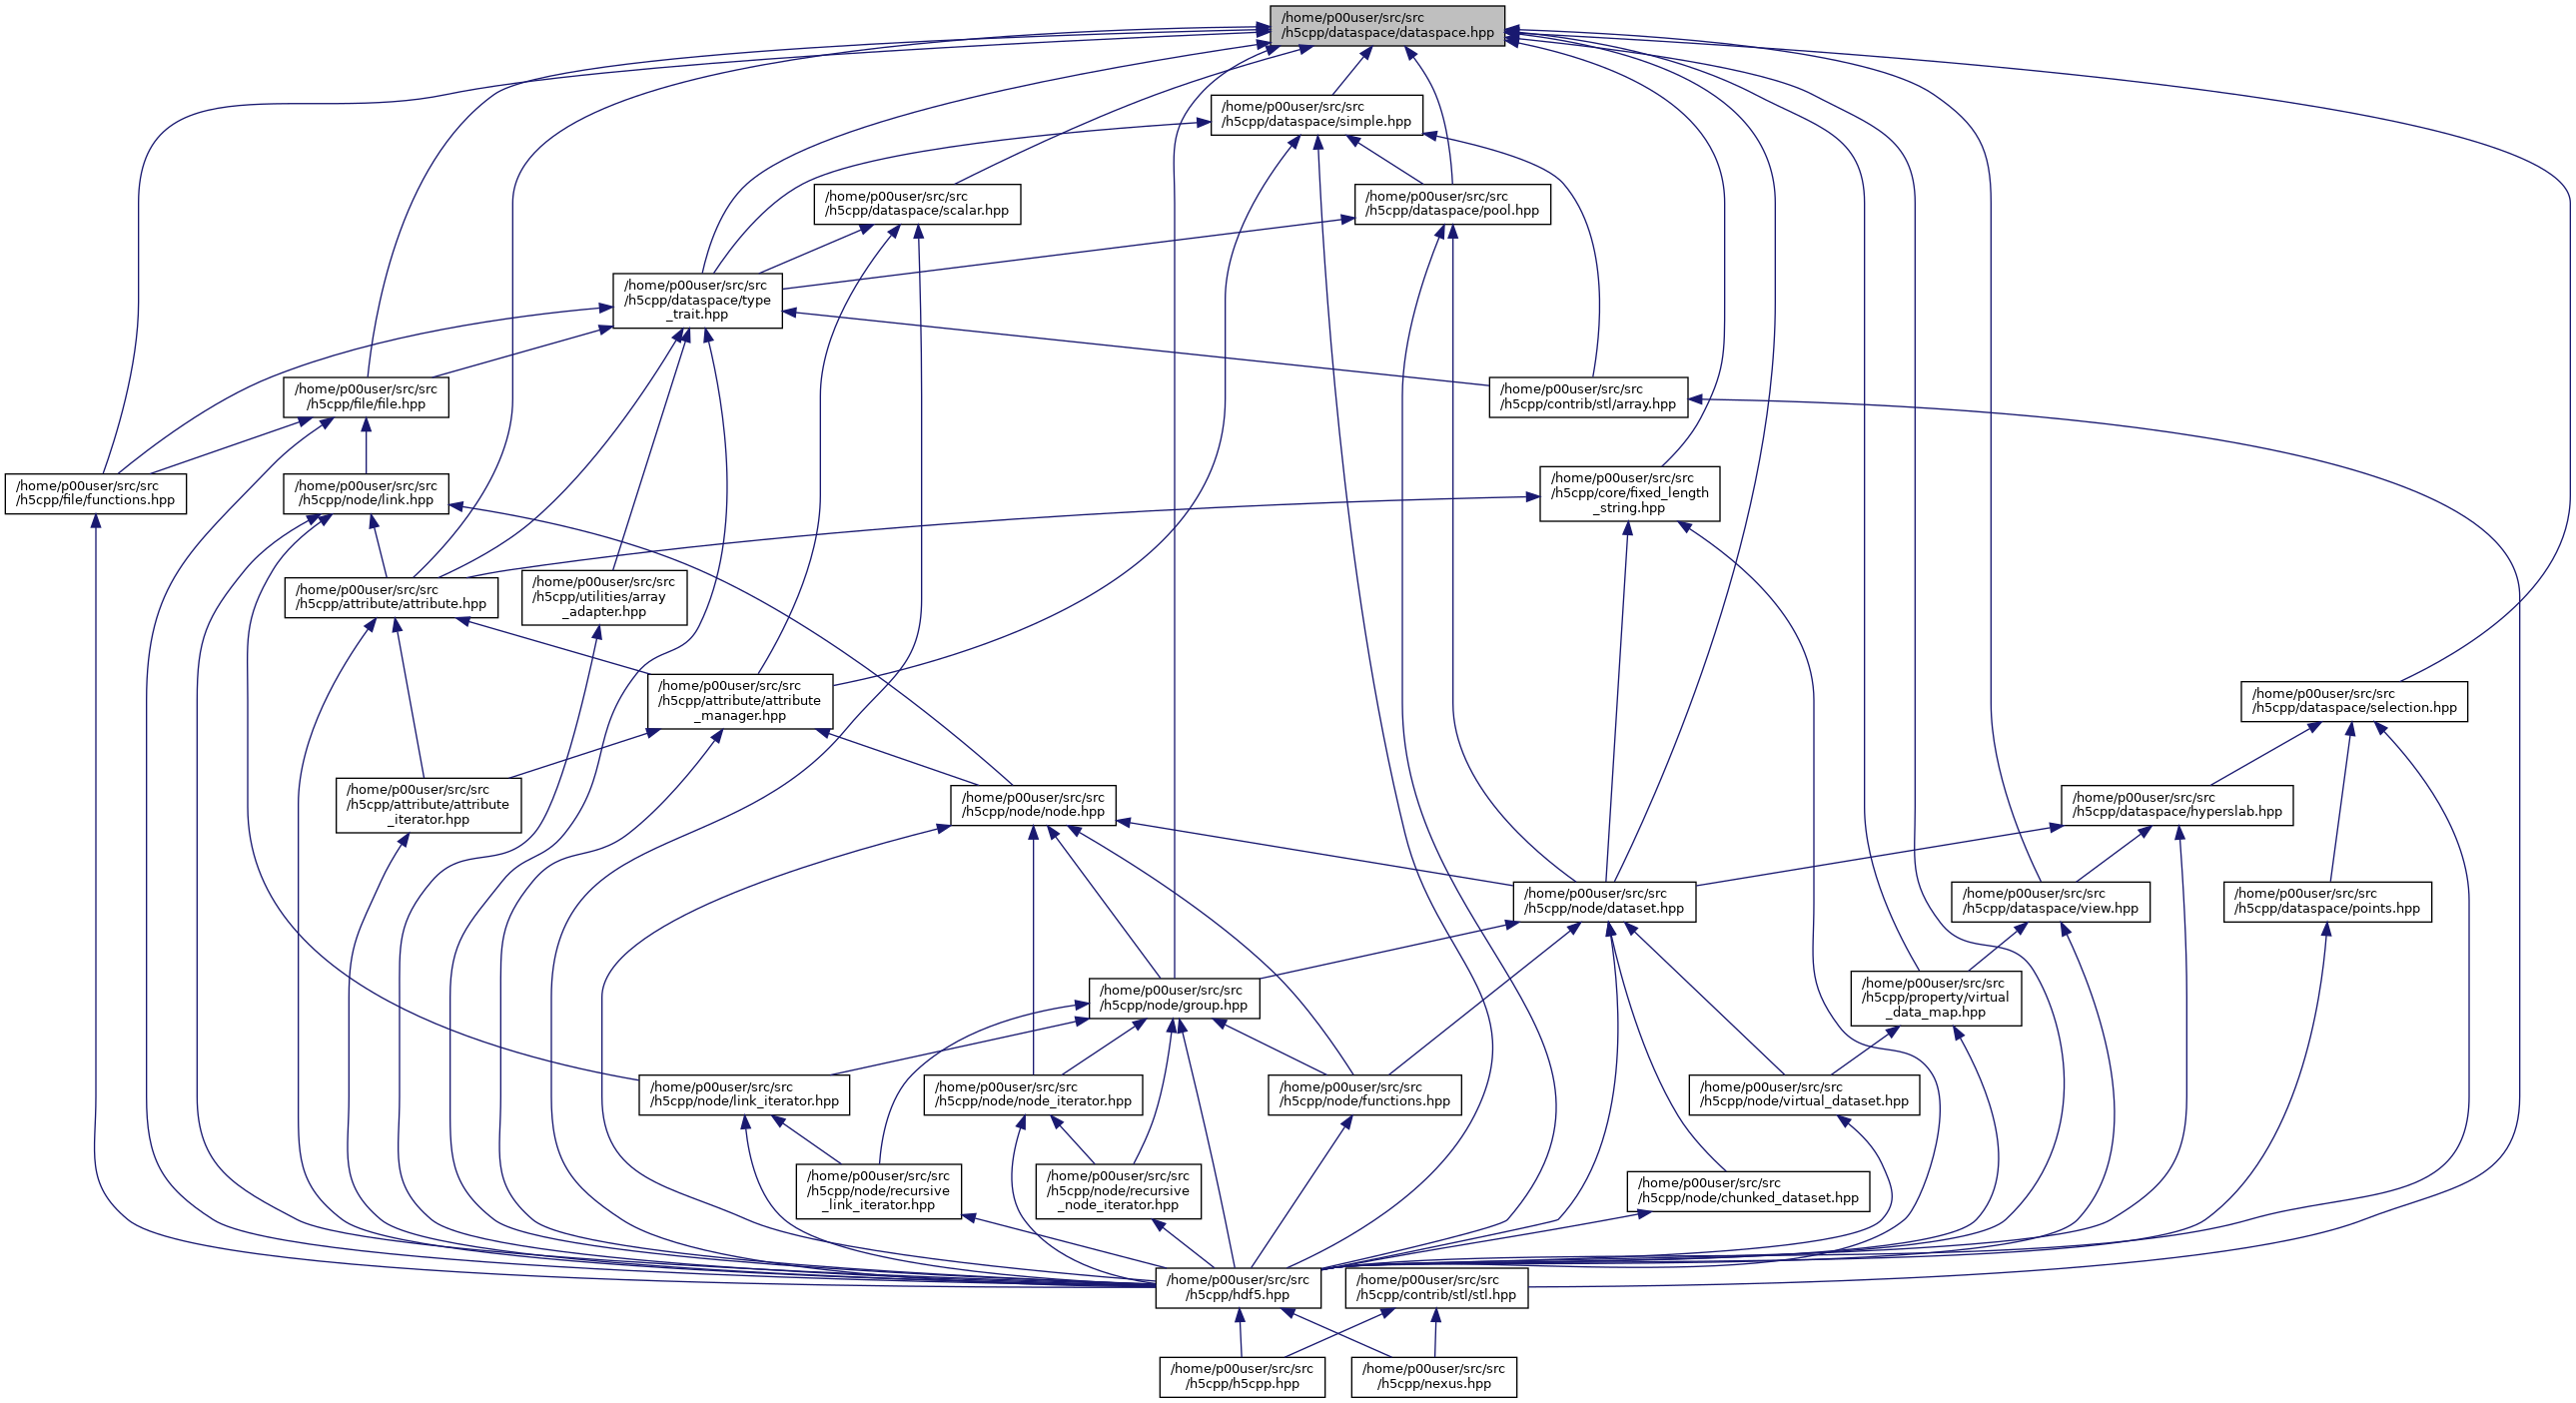 /home/p00user/src/src
/h5cpp/dataspace/dataspace.hpp
/home/p00user/src/src
/h5cpp/dataspace/simple.hpp
/home/p00user/src/src
/h5cpp/dataspace/scalar.hpp
/home/p00user/src/src
/h5cpp/dataspace/pool.hpp
/home/p00user/src/src
/h5cpp/dataspace/type
_trait.hpp
/home/p00user/src/src
/h5cpp/file/file.hpp
/home/p00user/src/src
/h5cpp/contrib/stl/array.hpp
/home/p00user/src/src
/h5cpp/file/functions.hpp
/home/p00user/src/src
/h5cpp/node/link.hpp
/home/p00user/src/src
/h5cpp/core/fixed_length
_string.hpp
/home/p00user/src/src
/h5cpp/attribute/attribute.hpp
/home/p00user/src/src
/h5cpp/utilities/array
_adapter.hpp
/home/p00user/src/src
/h5cpp/attribute/attribute
_manager.hpp
/home/p00user/src/src
/h5cpp/dataspace/selection.hpp
/home/p00user/src/src
/h5cpp/attribute/attribute
_iterator.hpp
/home/p00user/src/src
/h5cpp/node/node.hpp
/home/p00user/src/src
/h5cpp/dataspace/hyperslab.hpp
/home/p00user/src/src
/h5cpp/node/dataset.hpp
/home/p00user/src/src
/h5cpp/dataspace/view.hpp
/home/p00user/src/src
/h5cpp/dataspace/points.hpp
/home/p00user/src/src
/h5cpp/node/group.hpp
/home/p00user/src/src
/h5cpp/property/virtual
_data_map.hpp
/home/p00user/src/src
/h5cpp/node/link_iterator.hpp
/home/p00user/src/src
/h5cpp/node/node_iterator.hpp
/home/p00user/src/src
/h5cpp/node/functions.hpp
/home/p00user/src/src
/h5cpp/node/virtual_dataset.hpp
/home/p00user/src/src
/h5cpp/node/recursive
_link_iterator.hpp
/home/p00user/src/src
/h5cpp/node/recursive
_node_iterator.hpp
/home/p00user/src/src
/h5cpp/node/chunked_dataset.hpp
/home/p00user/src/src
/h5cpp/hdf5.hpp
/home/p00user/src/src
/h5cpp/contrib/stl/stl.hpp
/home/p00user/src/src
/h5cpp/h5cpp.hpp
/home/p00user/src/src
/h5cpp/nexus.hpp